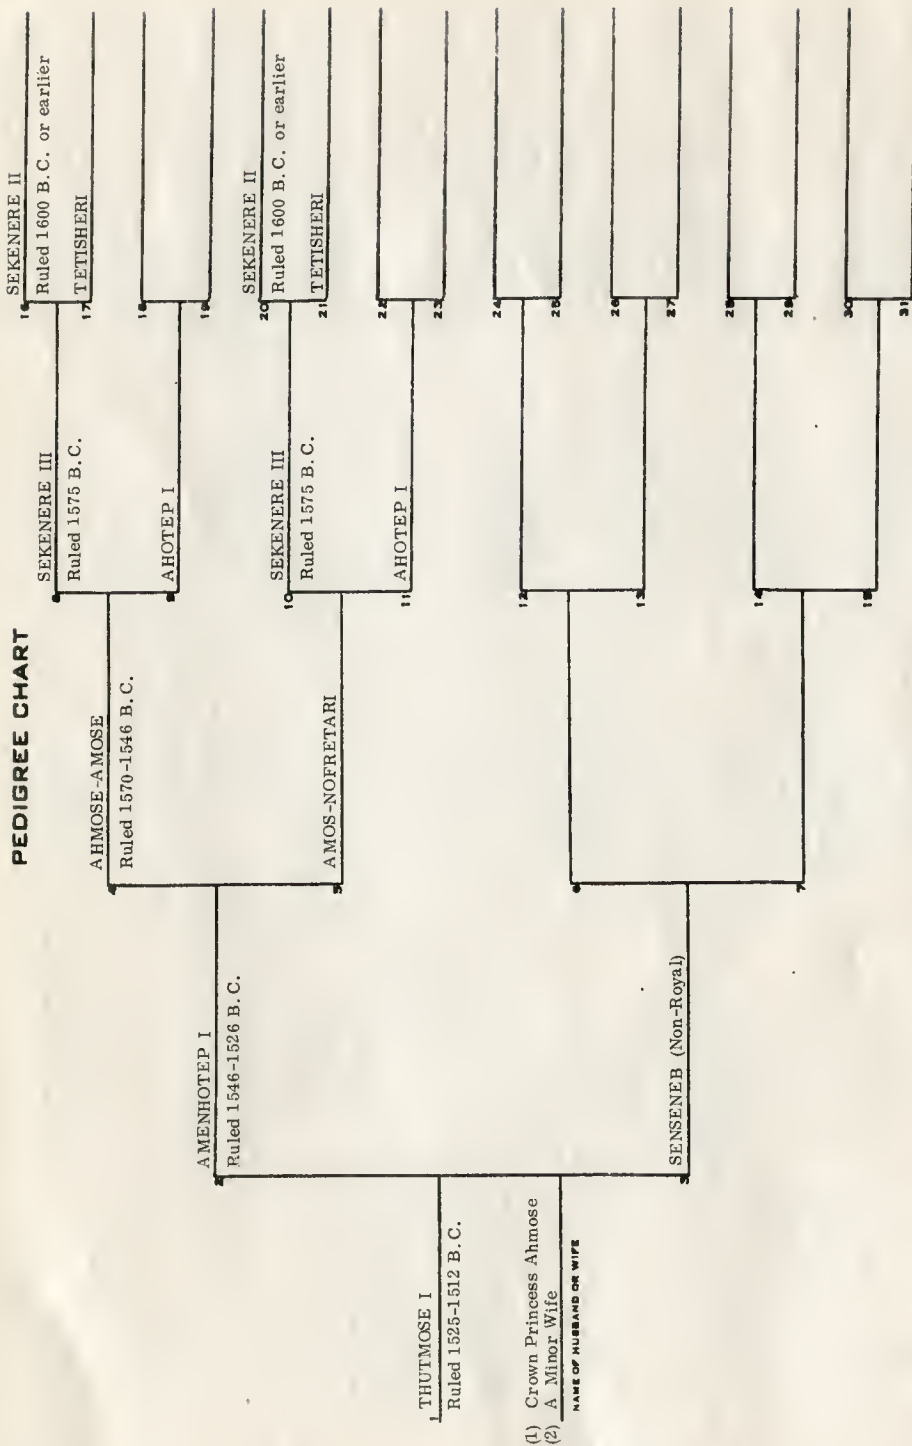 PEDIGREE CHART
1 THUTMOSE I
Ruled 1525-1512 B.C.
(1) Crown Princess Ahmose
(2) A Minor Wife
NAME OF HUSBAND OR WIFE
2
AMENHOTEP I
Ruled 1546-1526 B.C.
3
SENSENEB (Non-Royal)
4
AHMOSE-AMOSE
Ruled 1570-1546 B.C.
5
AMOS-NOFRETARI
6
7
8
SEKENERE III
Ruled 1575 B.C.
9
AHOTEP I
10
SEKENERE III
Ruled 1575 B.C.
11
AHOTEP I
12
13
14
15
16
SEKENERE II
Ruled 1600 B.C. or earlier
17
TETISHERI
18
19
20
SEKENERE II
Ruled 1600 B.C. or earlier
21
TETISHERI
22
23
24
25
26
27
28
29
30
31